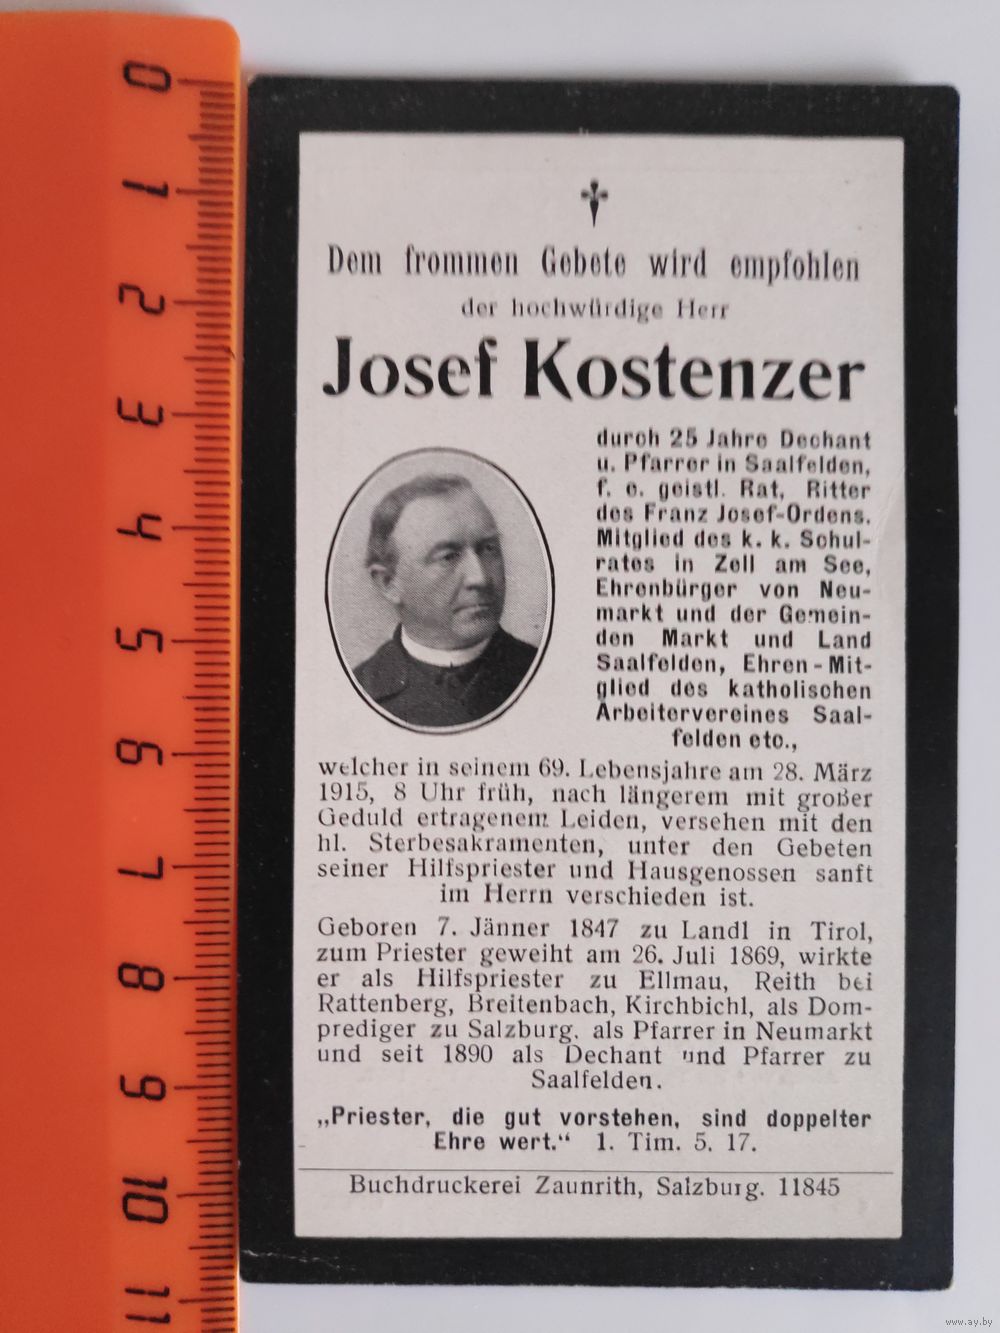 0
1
2
3
4
5
6
7
8
9
10
11
†
Dem frommen Gebete wird empfohlen
der hochwürdige Herr
Josef Kostenzer
durch 25 Jahre Dechant
u. Pfarrer in Saalfelden,
f. e. geistl. Rat, Ritter
des Franz Josef-Ordens,
Mitglied des k. k. Schul-
rates in Zell am See,
Ehrenbürger von Neu-
markt und der Gemein-
den Markt und Land
Saalfelden, Ehren-Mit-
glied des katholischen
Arbeitervereines Saal-
felden etc.,
welcher in seinem 69. Lebensjahre am 28. März
1915, 8 Uhr früh, nach längerem mit großer
Geduld ertragenem Leiden, versehen mit den
hl. Sterbesakramenten, unter den Gebeten
seiner Hilfspriester und Hausgenossen sanft
im Herrn verschieden ist.
Geboren 7. Jänner 1847 zu Landl in Tirol,
zum Priester geweiht am 26. Juli 1869, wirkte
er als Hilfspriester zu Ellmau, Reith bei
Rattenberg, Breitenbach, Kirchbichl, als Dom-
prediger zu Salzburg, als Pfarrer in Neumarkt
und seit 1890 als Dechant und Pfarrer zu
Saalfelden.
„Priester, die gut vorstehen, sind doppelter
Ehre wert.“ 1. Tim. 5. 17.
Buchdruckerei Zaunrith, Salzburg. 11845
www.ay.by